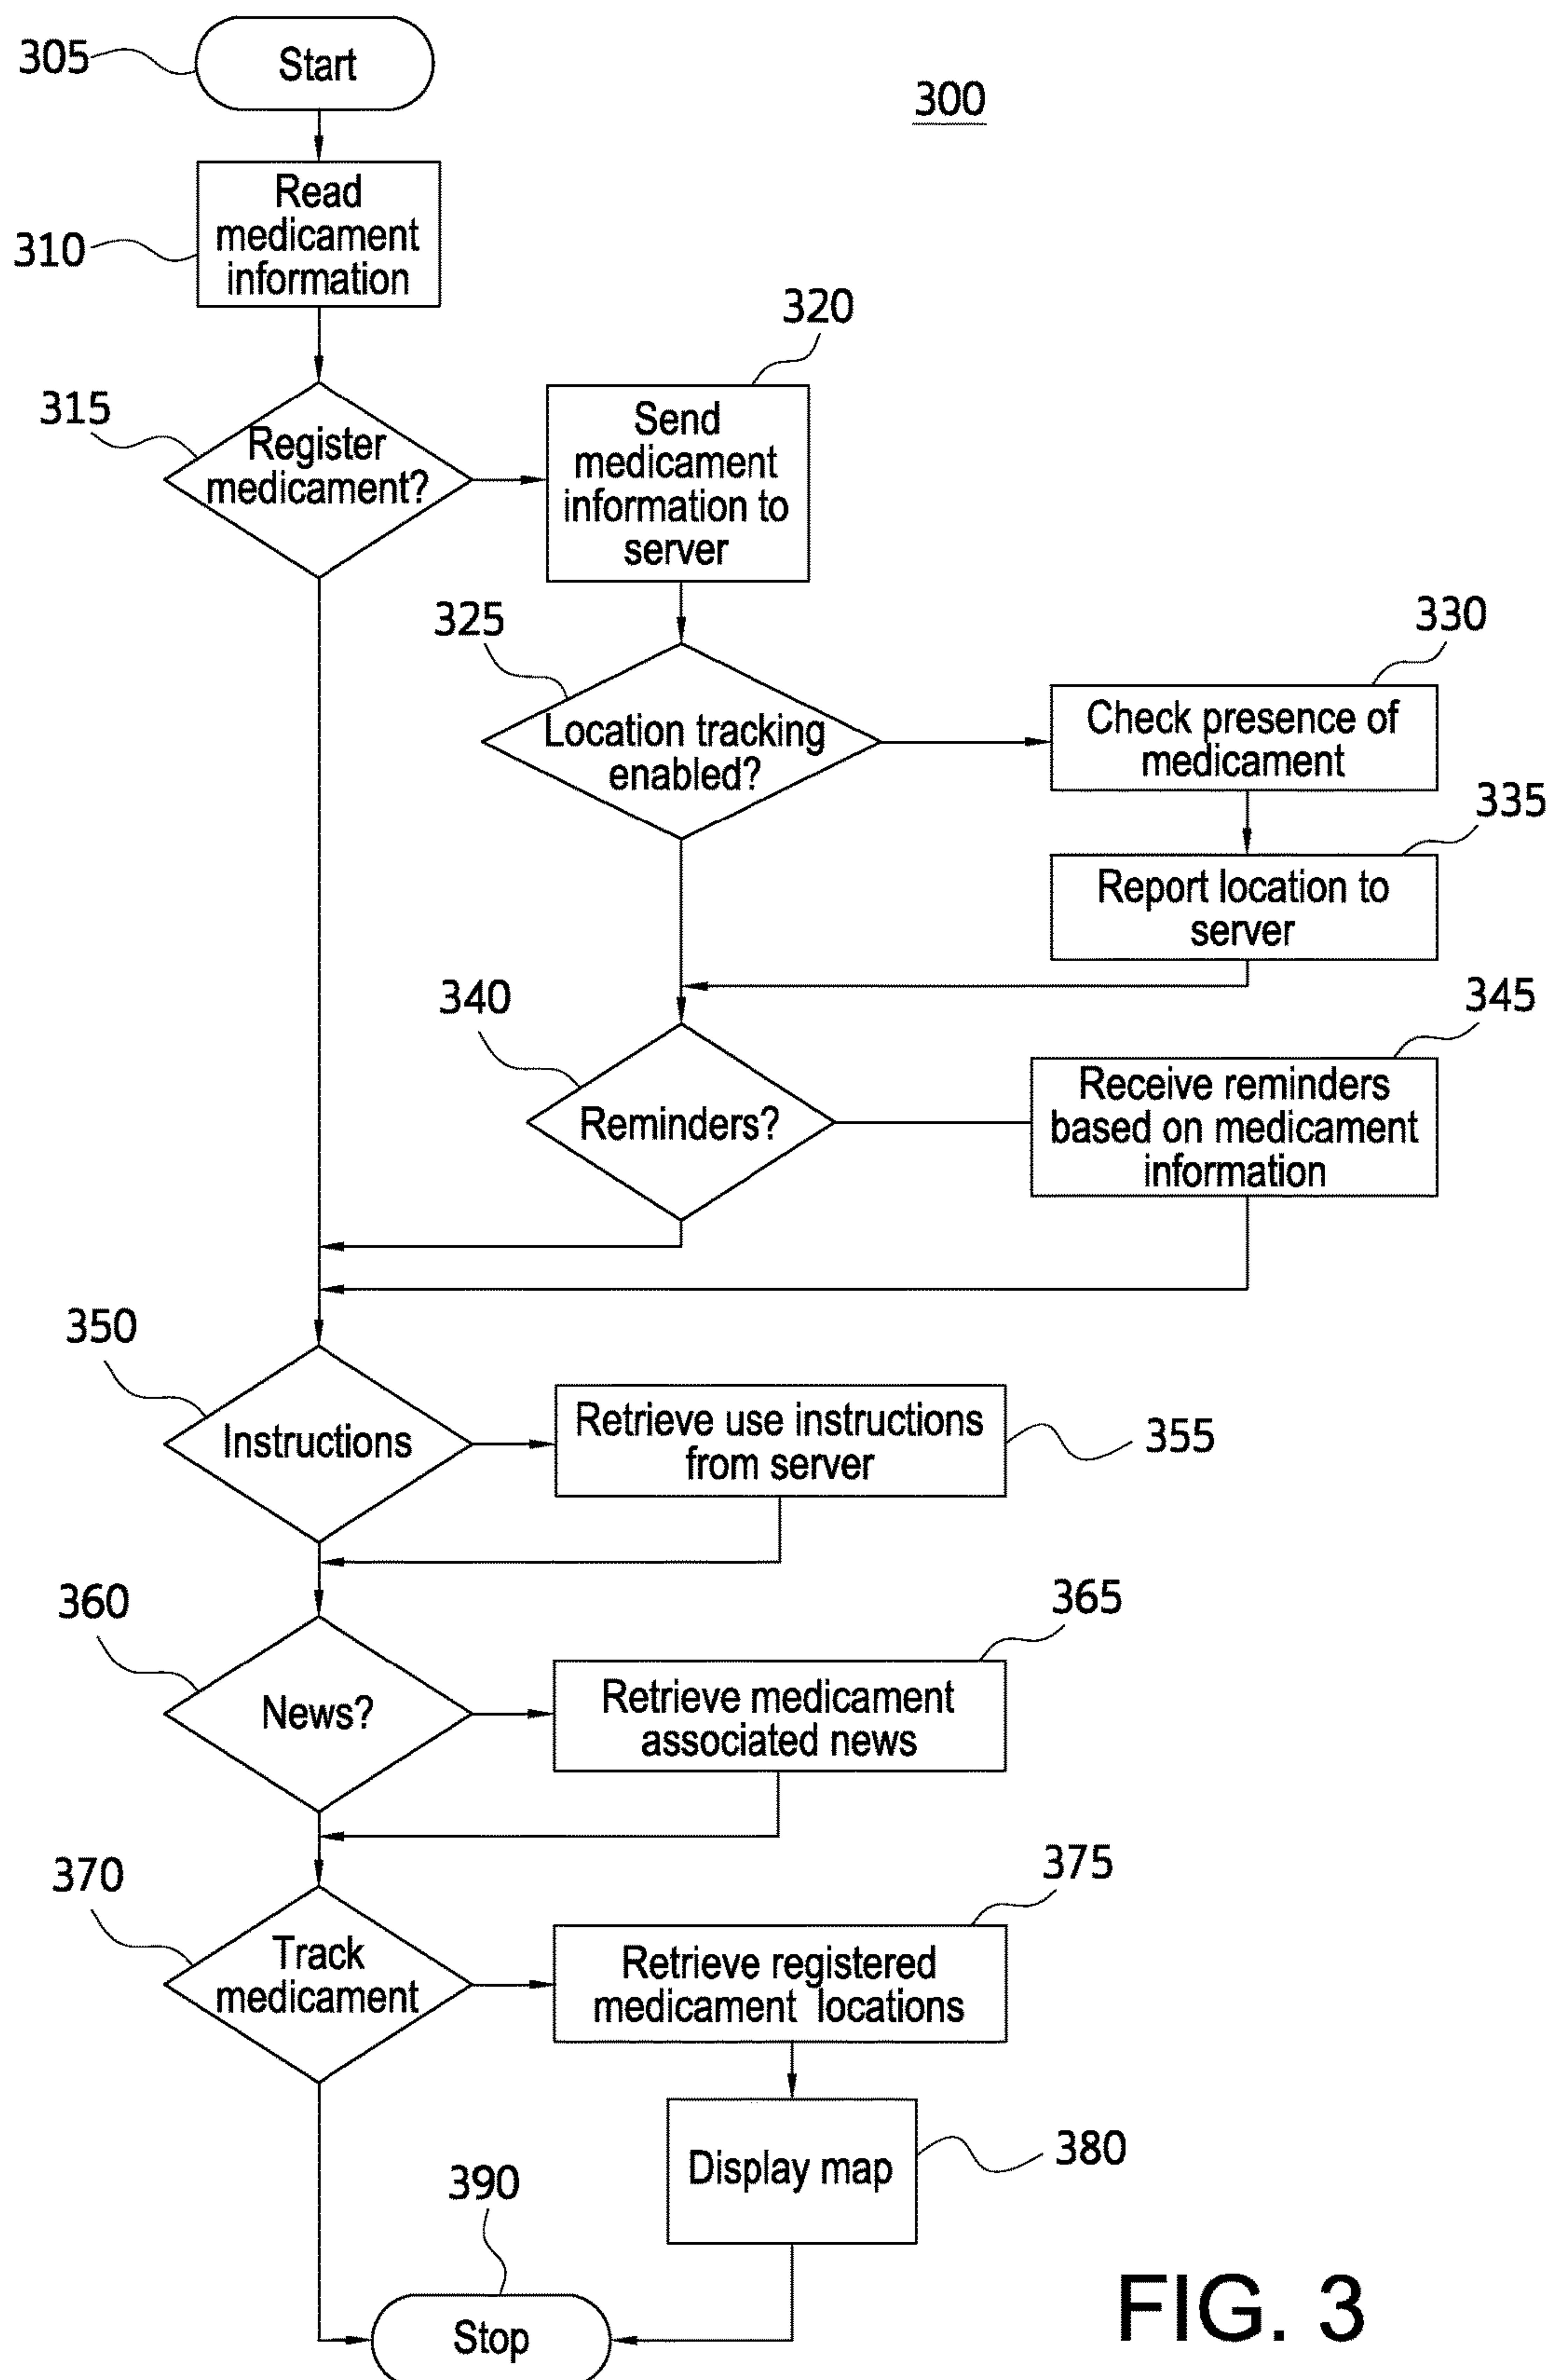 305
Start
300
Read
medicament
information
310
320
315
Register
medicament?
Send
medicament
information to
server
325
330
Location tracking
enabled?
Check presence of
medicament
335
Report location to
server
340
345
Reminders?
Receive reminders
based on medicament
information
350
Instructions
Retrieve use instructions
from server
355
360
365
News?
Retrieve medicament
associated news
370
375
Track
medicament
Retrieve registered
medicament locations
Display map
380
390
Stop
FIG. 3